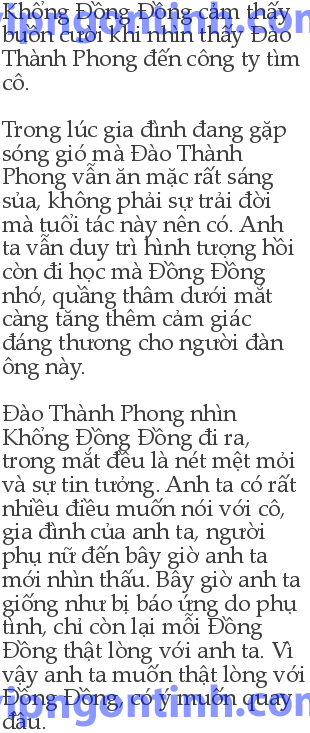 Khổng Đồng Đồng cảm thấy
buồn cười khi nhìn thấy Đào
Thành Phong đến công ty tìm
cô.
Trong lúc gia đình đang gặp
sóng gió mà Đào Thành
Phong vẫn ăn mặc rất sáng
sủa, không phải sự trải đời
mà tuổi tác này nên có. Anh
ta vẫn duy trì hình tượng hồi
còn đi học mà Đồng Đồng
nhớ, quầng thâm dưới mắt
càng tăng thêm cảm giác
đáng thương cho người đàn
ông này.
Đào Thành Phong nhìn
Khổng Đồng Đồng đi ra,
trong mắt đều là nét mệt mỏi
và sự tin tưởng. Anh ta có rất
nhiều điều muốn nói với cô,
gia đình của anh ta, người
phụ nữ đến bây giờ anh ta
mới nhìn thấu. Bây giờ anh ta
giống như bị báo ứng do phụ
tình, chỉ còn lại mỗi Đồng
Đồng thật lòng với anh ta. Vì
vậy anh ta muốn thật lòng với
Đồng Đồng, có ý muốn quay
đầu.
vipngontinh.com
vipngontinh.com